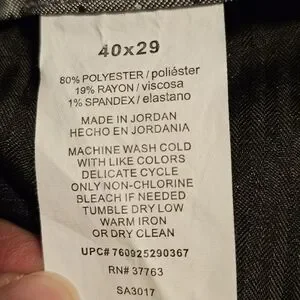 40x29
80% POLYESTER / poliéster
19% RAYON / viscosa
1% SPANDEX / elastano
MADE IN JORDAN
HECHO EN JORDANIA
MACHINE WASH COLD
WITH LIKE COLORS
DELICATE CYCLE
ONLY NON-CHLORINE
BLEACH IF NEEDED
TUMBLE DRY LOW
WARM IRON
OR DRY CLEAN
UPC# 760925290367
RN# 37763
SA3017